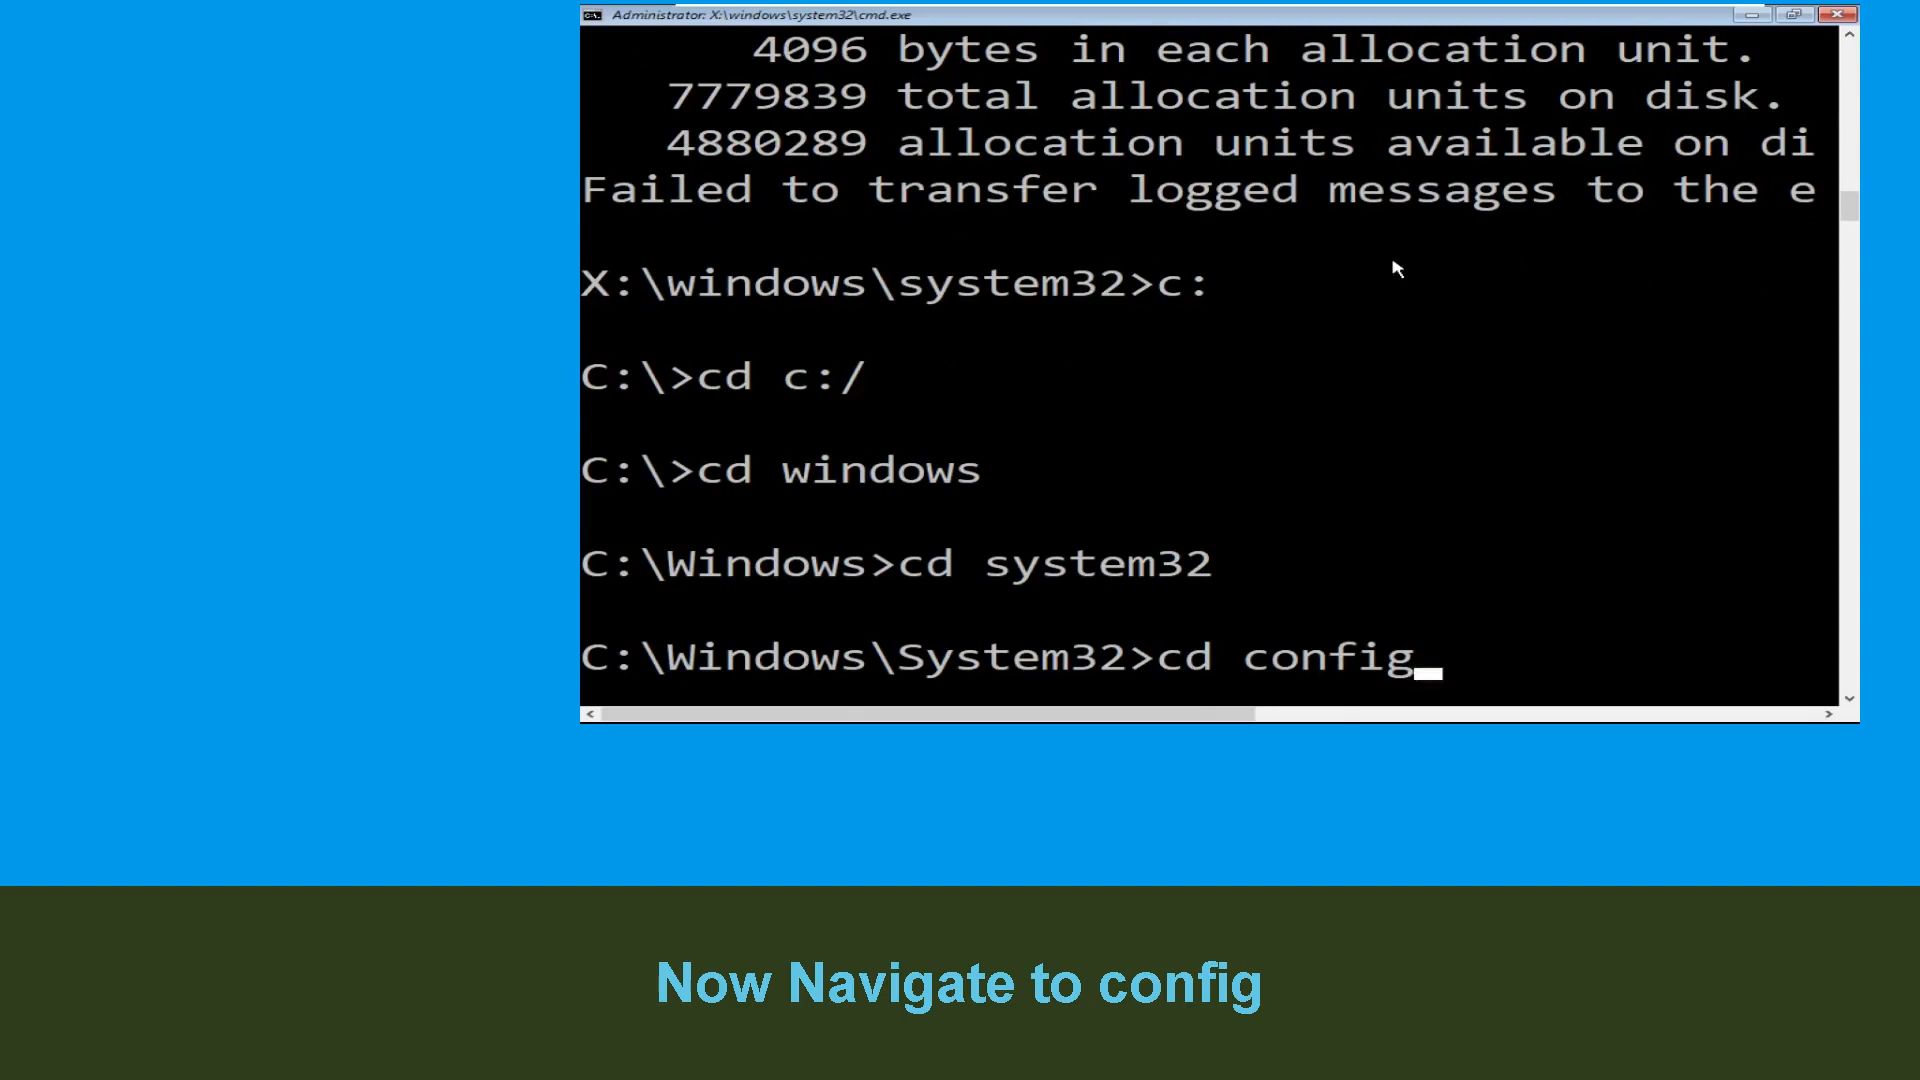 Administrator: X:\windows\system32\cmd.exe
4096 bytes in each allocation unit.
7779839 total allocation units on disk.
4880289 allocation units available on di
Failed to transfer logged messages to the e
X:\windows\system32>c:
C:\>cd c:/
C:\>cd windows
C:\Windows>cd system32
C:\Windows\System32>cd config
Now Navigate to config